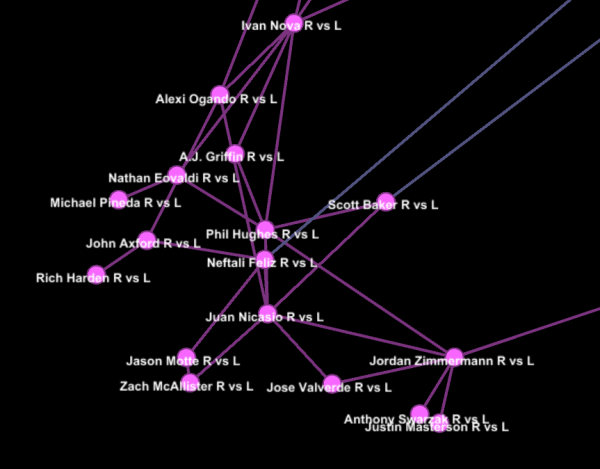 Ivan Nova R vs L
Alexi Ogando R vs L
A.J. Griffin R vs L
Nathan Eovaldi R vs L
Michael Pineda R vs L
Scott Baker R vs L
Phil Hughes R vs L
John Axford R vs L
Neftali Feliz R vs L
Rich Harden R vs L
Juan Nicasio R vs L
Jason Motte R vs L
Jordan Zimmermann R vs L
Zach McAllister R vs L
Jose Valverde R vs L
Anthony Swarzak R vs L
Justin Masterson R vs L